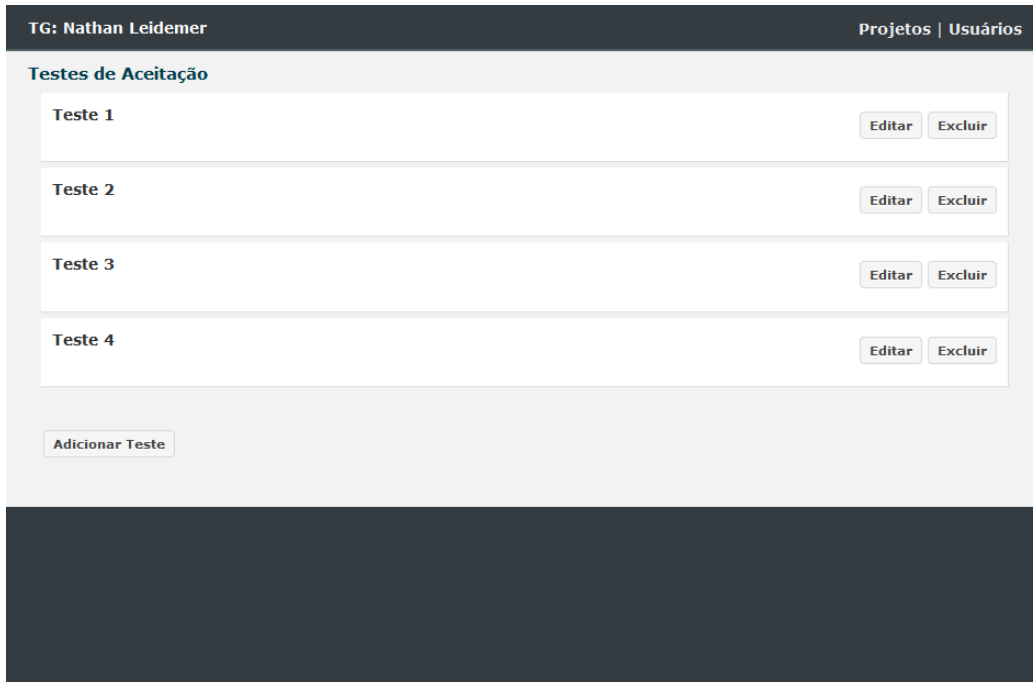 TG: Nathan Leidemer Projetos | Usuários
Testes de Aceitação
Teste 1
Editar Excluir
Teste 2
Editar Excluir
Teste 3
Editar Excluir
Teste 4
Editar Excluir
Adicionar Teste